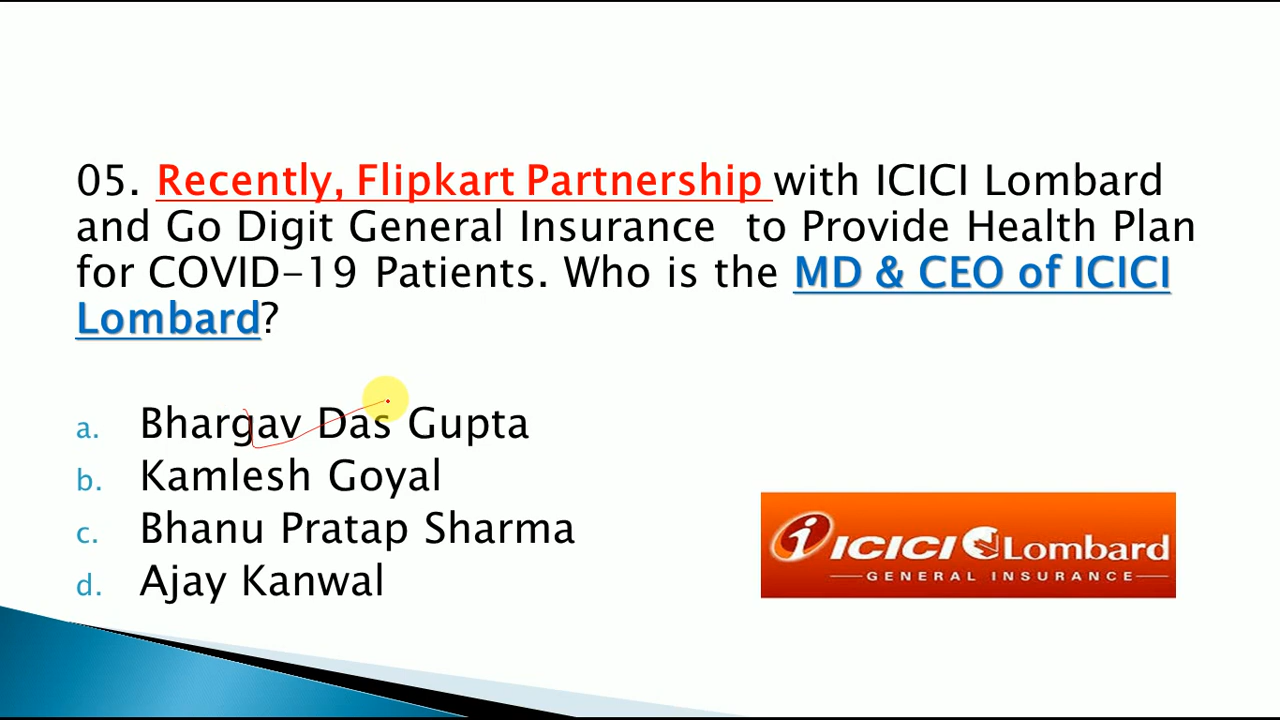 05. Recently, Flipkart Partnership with ICICI Lombard
and Go Digit General Insurance to Provide Health Plan
for COVID-19 Patients. Who is the MD & CEO of ICICI
Lombard?
a. Bhargav Das Gupta
b. Kamlesh Goyal
c. Bhanu Pratap Sharma
d. Ajay Kanwal
i ICICI Lombard
GENERAL INSURANCE